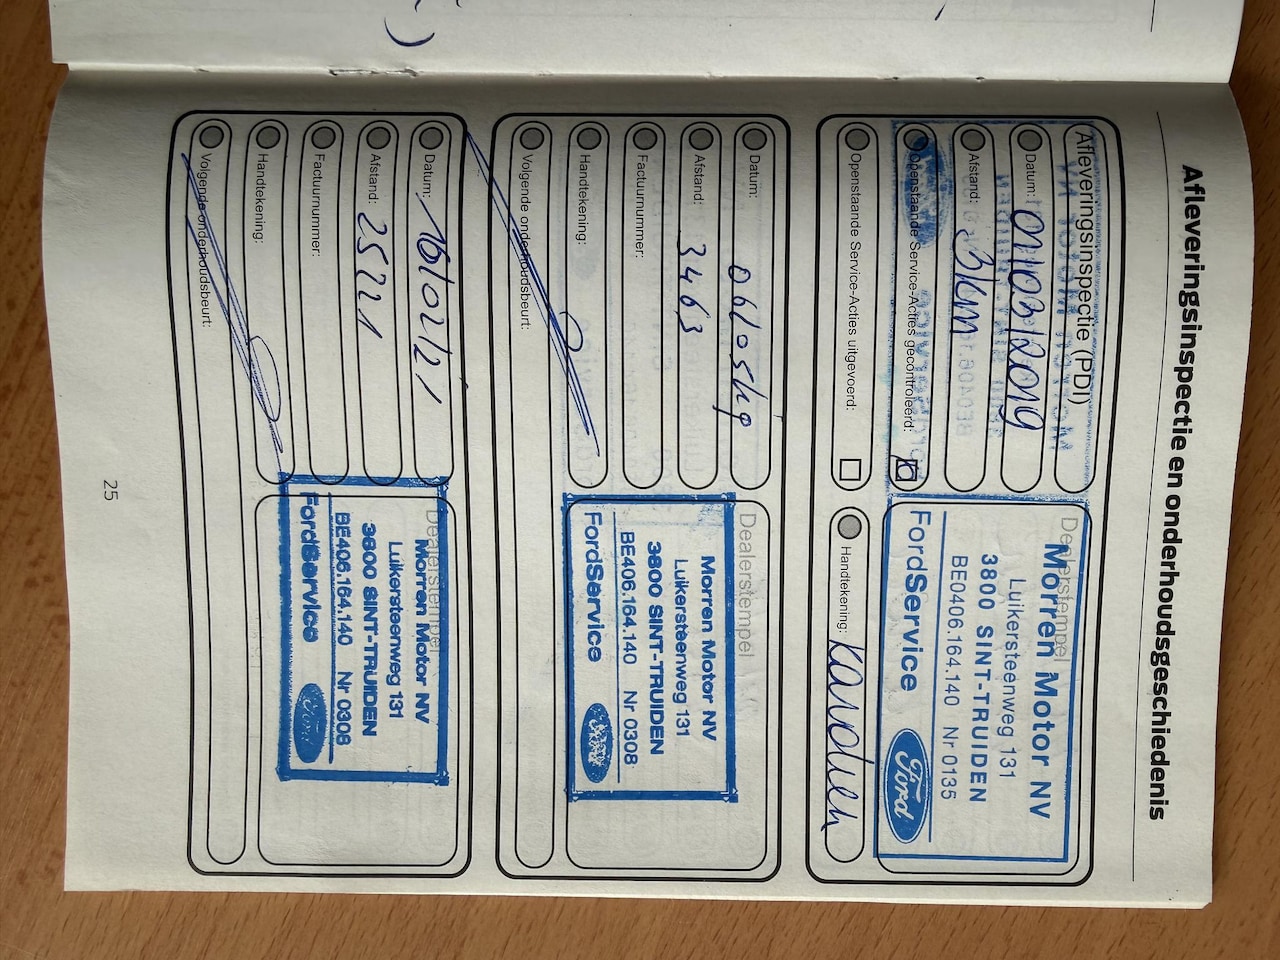 Afleveringsinspectie en onderhoudsgeschiedenis
Afleveringsinspectie (PDI)
Datum: 01/03/2019
Afstand: 3km
Openstaande Service-Acties gecontroleerd:
Openstaande Service-Acties uitgevoerd:
Dealerstempel
Morren Motor NV
Luikersteenweg 131
3800 SINT-TRUIDEN
BE0406.164.140 Nr 0135
FordService
Ford
Handtekening:
Datum:
Afstand: 3463
Factuurnummer:
Handtekening:
Volgende onderhoudsbeurt:
Dealerstempel
Morren Motor NV
Luikersteenweg 131
3800 SINT-TRUIDEN
BE406.164.140 Nr 0308
FordService
Ford
Datum: 16/02/21
Afstand: 25221
Factuurnummer:
Handtekening:
Volgende onderhoudsbeurt:
Dealerstempel
Morren Motor NV
Luikersteenweg 131
3800 SINT-TRUIDEN
BE406.164.140 Nr 0308
FordService
Ford
25